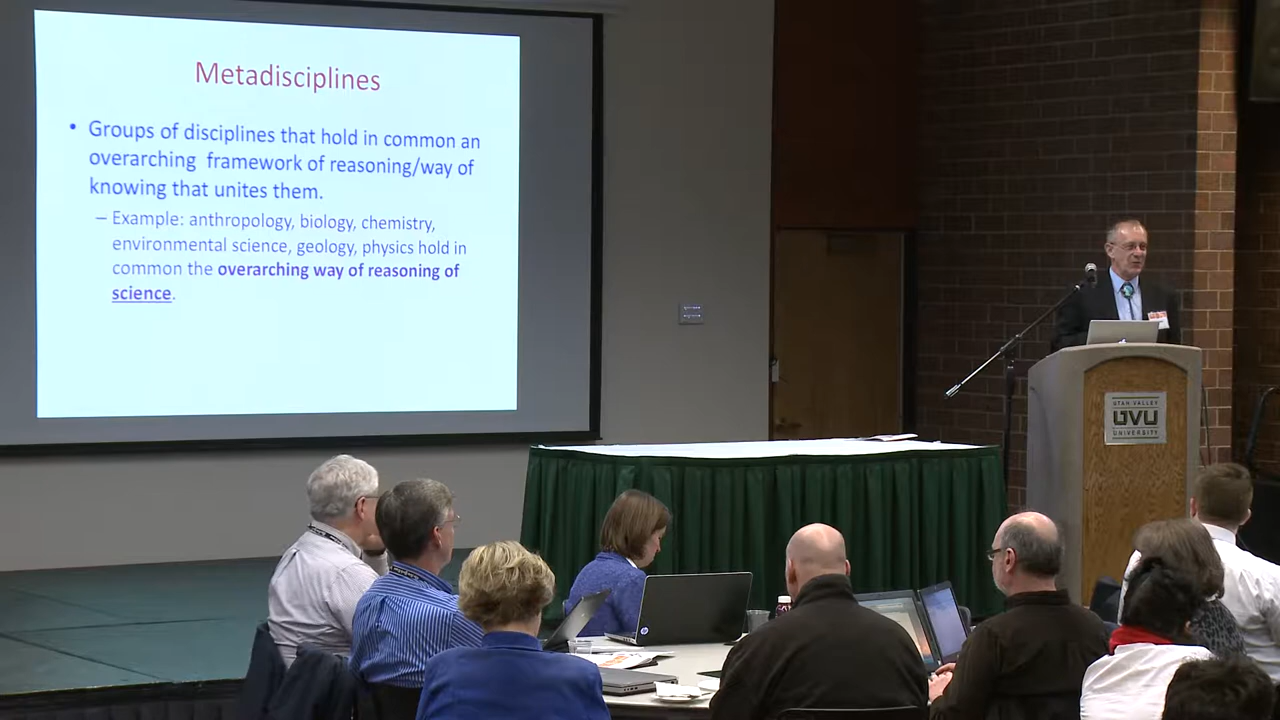 Metadisciplines
• Groups of disciplines that hold in common an
overarching framework of reasoning/way of
knowing that unites them.
– Example: anthropology, biology, chemistry,
environmental science, geology, physics hold in
common the overarching way of reasoning of
science.
UTAH VALLEY
UVU
UNIVERSITY
hp